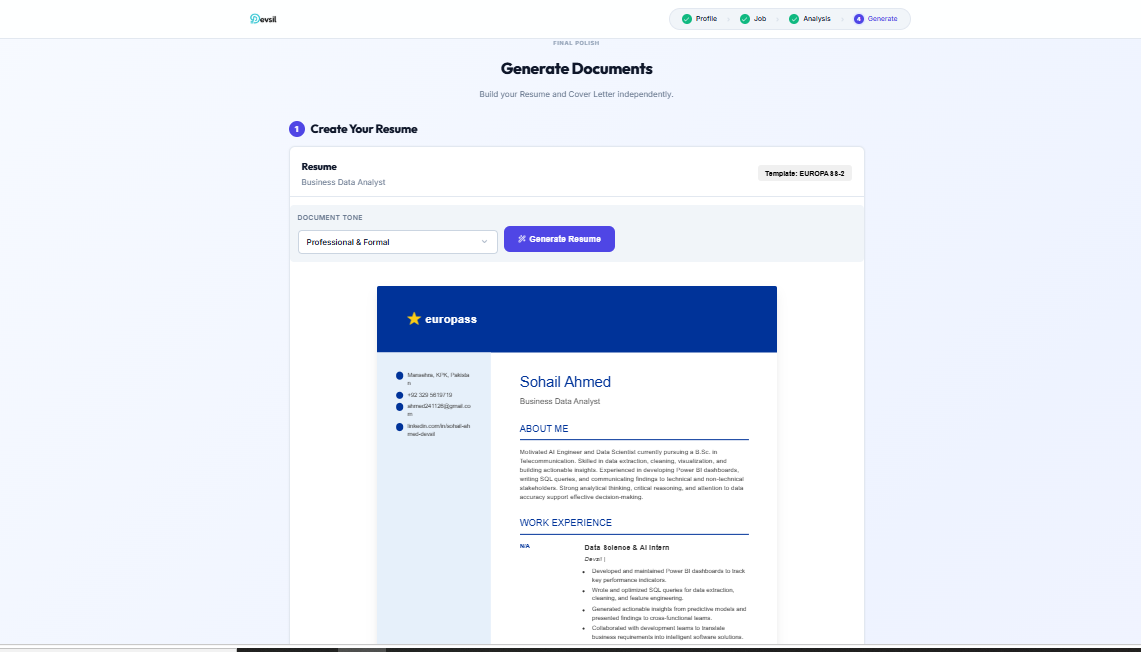 Devsil
Profile
Job
Analysis
4 Generate
FINAL POLISH
Generate Documents
Build your Resume and Cover Letter independently.
1 Create Your Resume
Resume
Business Data Analyst
Template: EUROPASS-2
DOCUMENT TONE
Professional & Formal
Generate Resume
europass
Mansehra, KPK, Pakista
n
+92 329 5619719
ahmed241128@gmail.co
m
linkedin.com/in/sohail-ah
med-devsil
Sohail Ahmed
Business Data Analyst
ABOUT ME
Motivated AI Engineer and Data Scientist currently pursuing a B.Sc. in
Telecommunication. Skilled in data extraction, cleaning, visualization, and
building actionable insights. Experienced in developing Power BI dashboards,
writing SQL queries, and communicating findings to technical and non-technical
stakeholders. Strong analytical thinking, critical reasoning, and attention to data
accuracy support effective decision-making.
WORK EXPERIENCE
N/A
Data Science & AI Intern
Devsil |
• Developed and maintained Power BI dashboards to track
key performance indicators.
• Wrote and optimized SQL queries for data extraction,
cleaning, and feature engineering.
• Generated actionable insights from predictive models and
presented findings to cross-functional teams.
• Collaborated with development teams to translate
business requirements into intelligent software solutions.